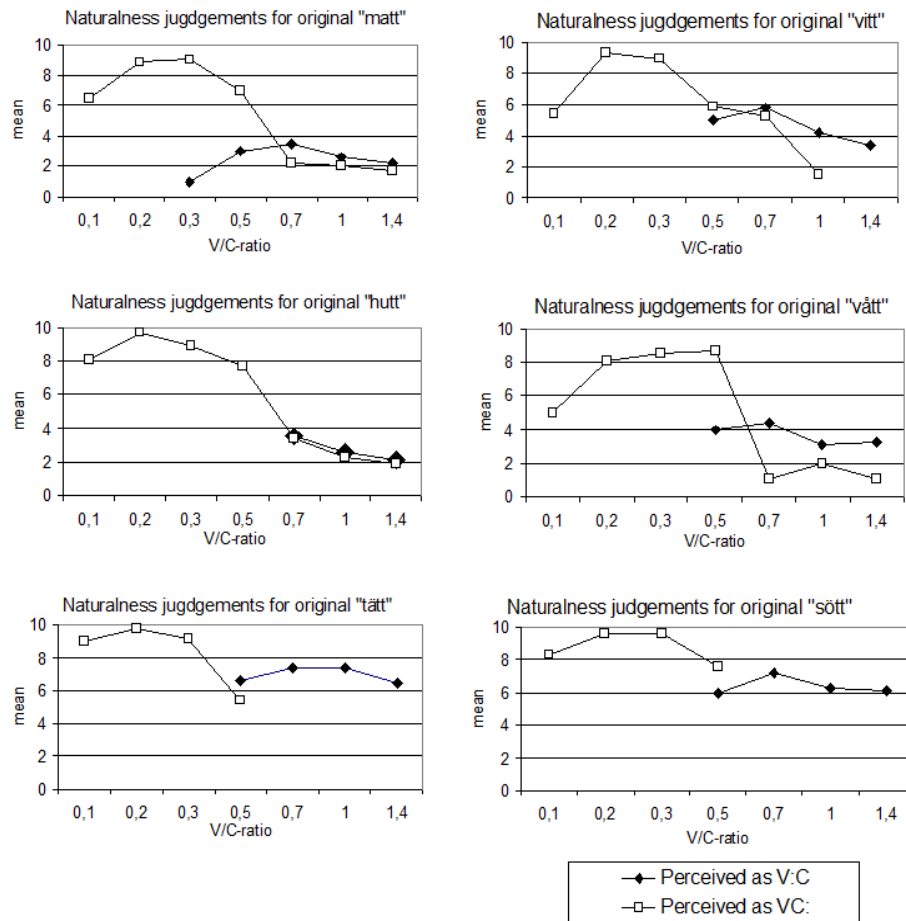 Naturalness jugdgements for original "matt"
10
8
6
4
2
0
mean
0,1 0,2 0,3 0,5 0,7 1 1,4
V/C-ratio
Naturalness jugdgements for original "vitt"
10
8
6
4
2
0
mean
0,1 0,2 0,3 0,5 0,7 1 1,4
V/C-ratio
Naturalness jugdgements for original "hutt"
10
8
6
4
2
0
mean
0,1 0,2 0,3 0,5 0,7 1 1,4
V/C-ratio
Naturalness jugdgements for original "vått"
10
8
6
4
2
0
mean
0,1 0,2 0,3 0,5 0,7 1 1,4
V/C-ratio
Naturalness jugdgements for original "tätt"
10
8
6
4
2
0
mean
0,1 0,2 0,3 0,5 0,7 1 1,4
V/C-ratio
Naturalness judgements for original "sött"
10
8
6
4
2
0
mean
0,1 0,2 0,3 0,5 0,7 1 1,4
V/C-ratio
Perceived as V:C
Perceived as VC: